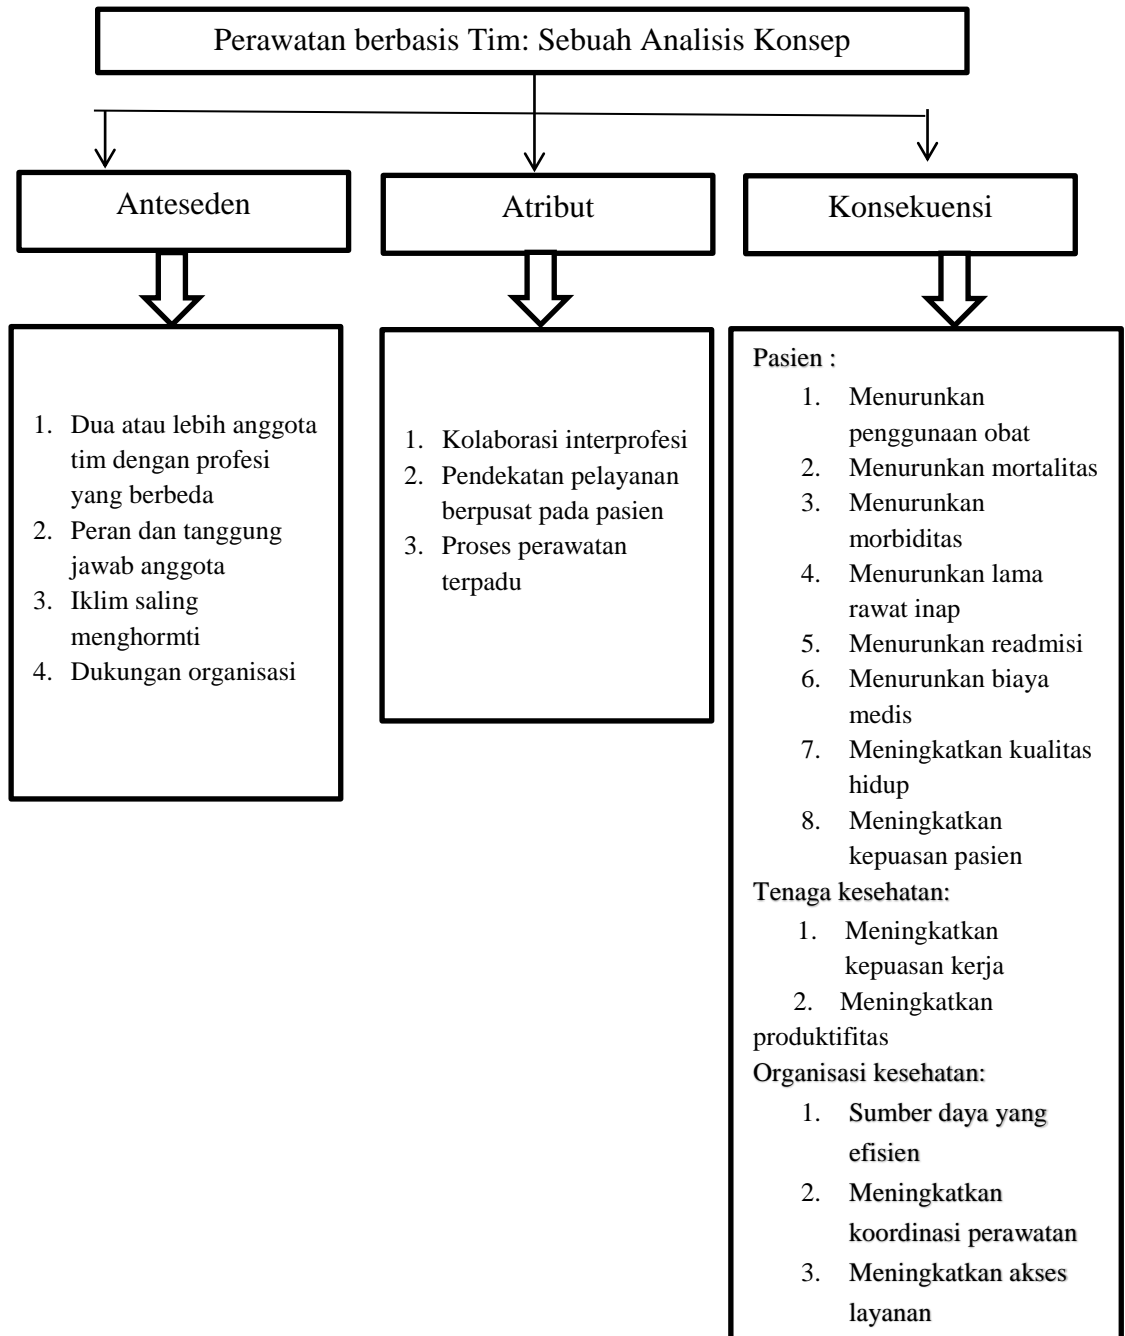 Perawatan berbasis Tim: Sebuah Analisis Konsep
Anteseden
Atribut
Konsekuensi
1. Dua atau lebih anggota
tim dengan profesi
yang berbeda
2. Peran dan tanggung
jawab anggota
3. Iklim saling
menghormti
4. Dukungan organisasi
1. Kolaborasi interprofesi
2. Pendekatan pelayanan
berpusat pada pasien
3. Proses perawatan
terpadu
Pasien :
1. Menurunkan
penggunaan obat
2. Menurunkan mortalitas
3. Menurunkan
morbiditas
4. Menurunkan lama
rawat inap
5. Menurunkan readmisi
6. Menurunkan biaya
medis
7. Meningkatkan kualitas
hidup
8. Meningkatkan
kepuasan pasien
Tenaga kesehatan:
1. Meningkatkan
kepuasan kerja
2. Meningkatkan
produktifitas
Organisasi kesehatan:
1. Sumber daya yang
efisien
2. Meningkatkan
koordinasi perawatan
3. Meningkatkan akses
layanan